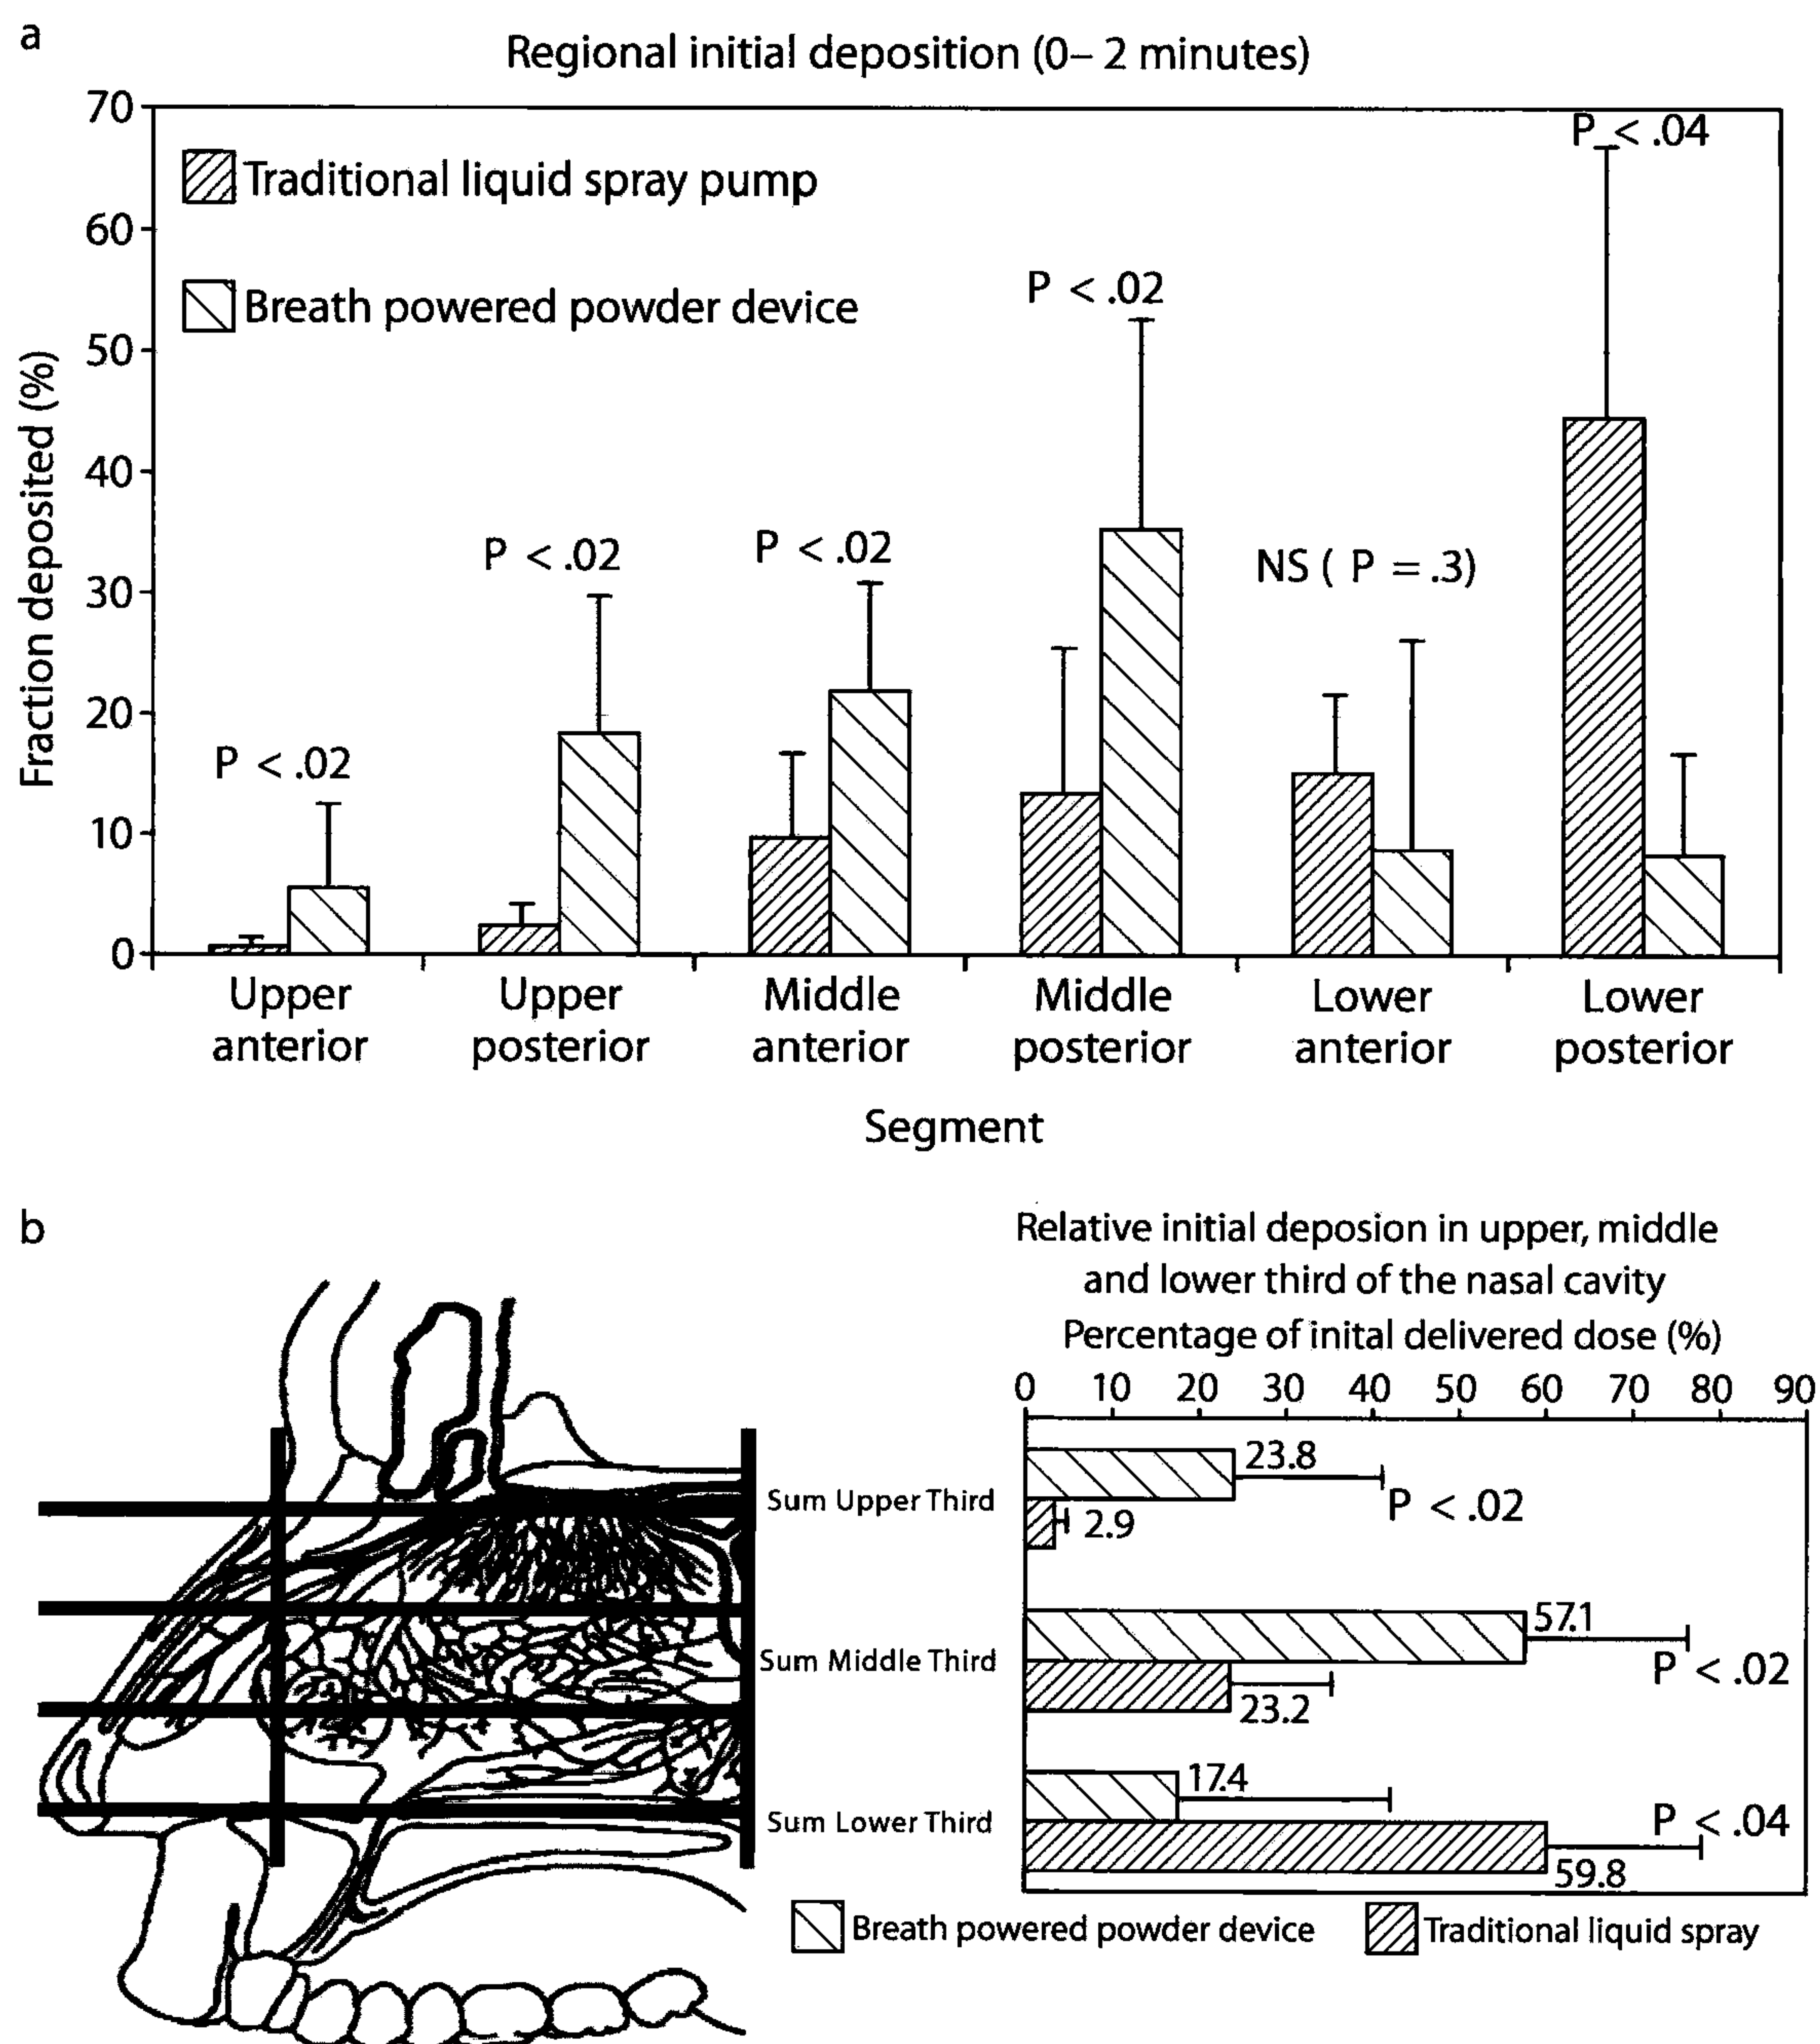 a
Regional initial deposition (0– 2 minutes)
70
60
50
40
30
20
10
0
Fraction deposited (%)
Traditional liquid spray pump
Breath powered powder device
P < .02
P < .02
P < .02
P < .02
NS ( P = .3)
P < .04
Upper anterior
Upper posterior
Middle anterior
Middle posterior
Lower anterior
Lower posterior
Segment
b
Relative initial deposion in upper, middle
and lower third of the nasal cavity
Percentage of inital delivered dose (%)
0 10 20 30 40 50 60 70 80 90
Sum Upper Third
23.8
P < .02
2.9
Sum Middle Third
57.1
P < .02
23.2
Sum Lower Third
17.4
P < .04
59.8
Breath powered powder device
Traditional liquid spray